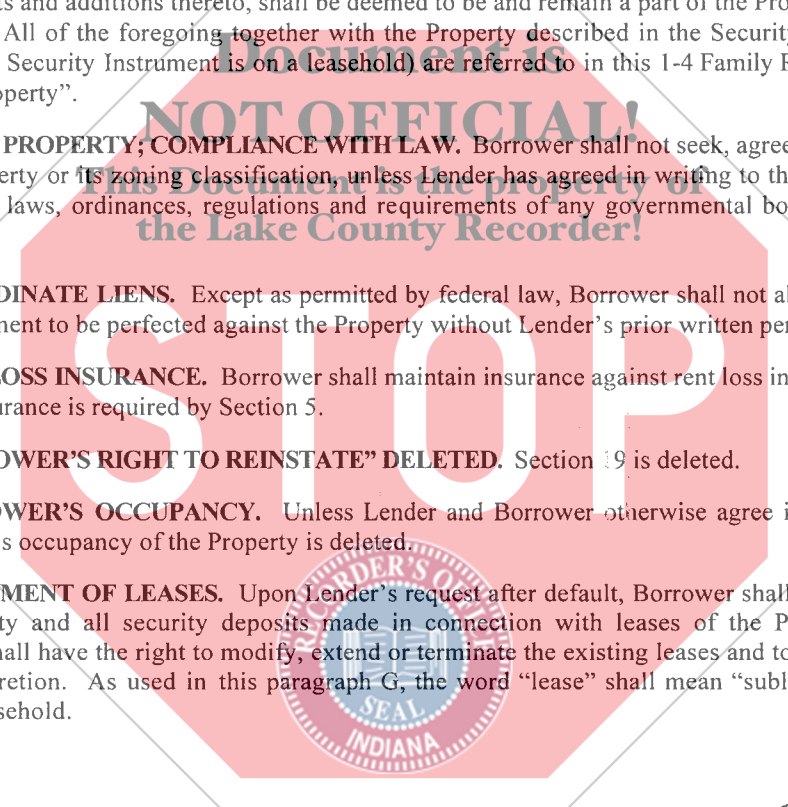 ts and additions thereto, shall be deemed to be and remain a part of the Pro
All of the foregoing together with the Property described in the Security
Security Instrument is on a leasehold) are referred to in this 1-4 Family R
operty”.
PROPERTY; COMPLIANCE WITH LAW. Borrower shall not seek, agree
erty or its zoning classification, unless Lender has agreed in writing to th
laws, ordinances, regulations and requirements of any governmental bo
DINATE LIENS. Except as permitted by federal law, Borrower shall not al
ment to be perfected against the Property without Lender’s prior written per
LOSS INSURANCE. Borrower shall maintain insurance against rent loss in
urance is required by Section 5.
OWER’S RIGHT TO REINSTATE” DELETED. Section 19 is deleted.
OWER’S OCCUPANCY. Unless Lender and Borrower otherwise agree i
s occupancy of the Property is deleted.
MENT OF LEASES. Upon Lender’s request after default, Borrower shall
ty and all security deposits made in connection with leases of the P
hall have the right to modify, extend or terminate the existing leases and to
retion. As used in this paragraph G, the word “lease” shall mean “subl
sehold.
Document is
NOT OFFICIAL!
This Document is the property of
the Lake County Recorder!
STOP
RECORDER'S OFFICE
SEAL
INDIANA